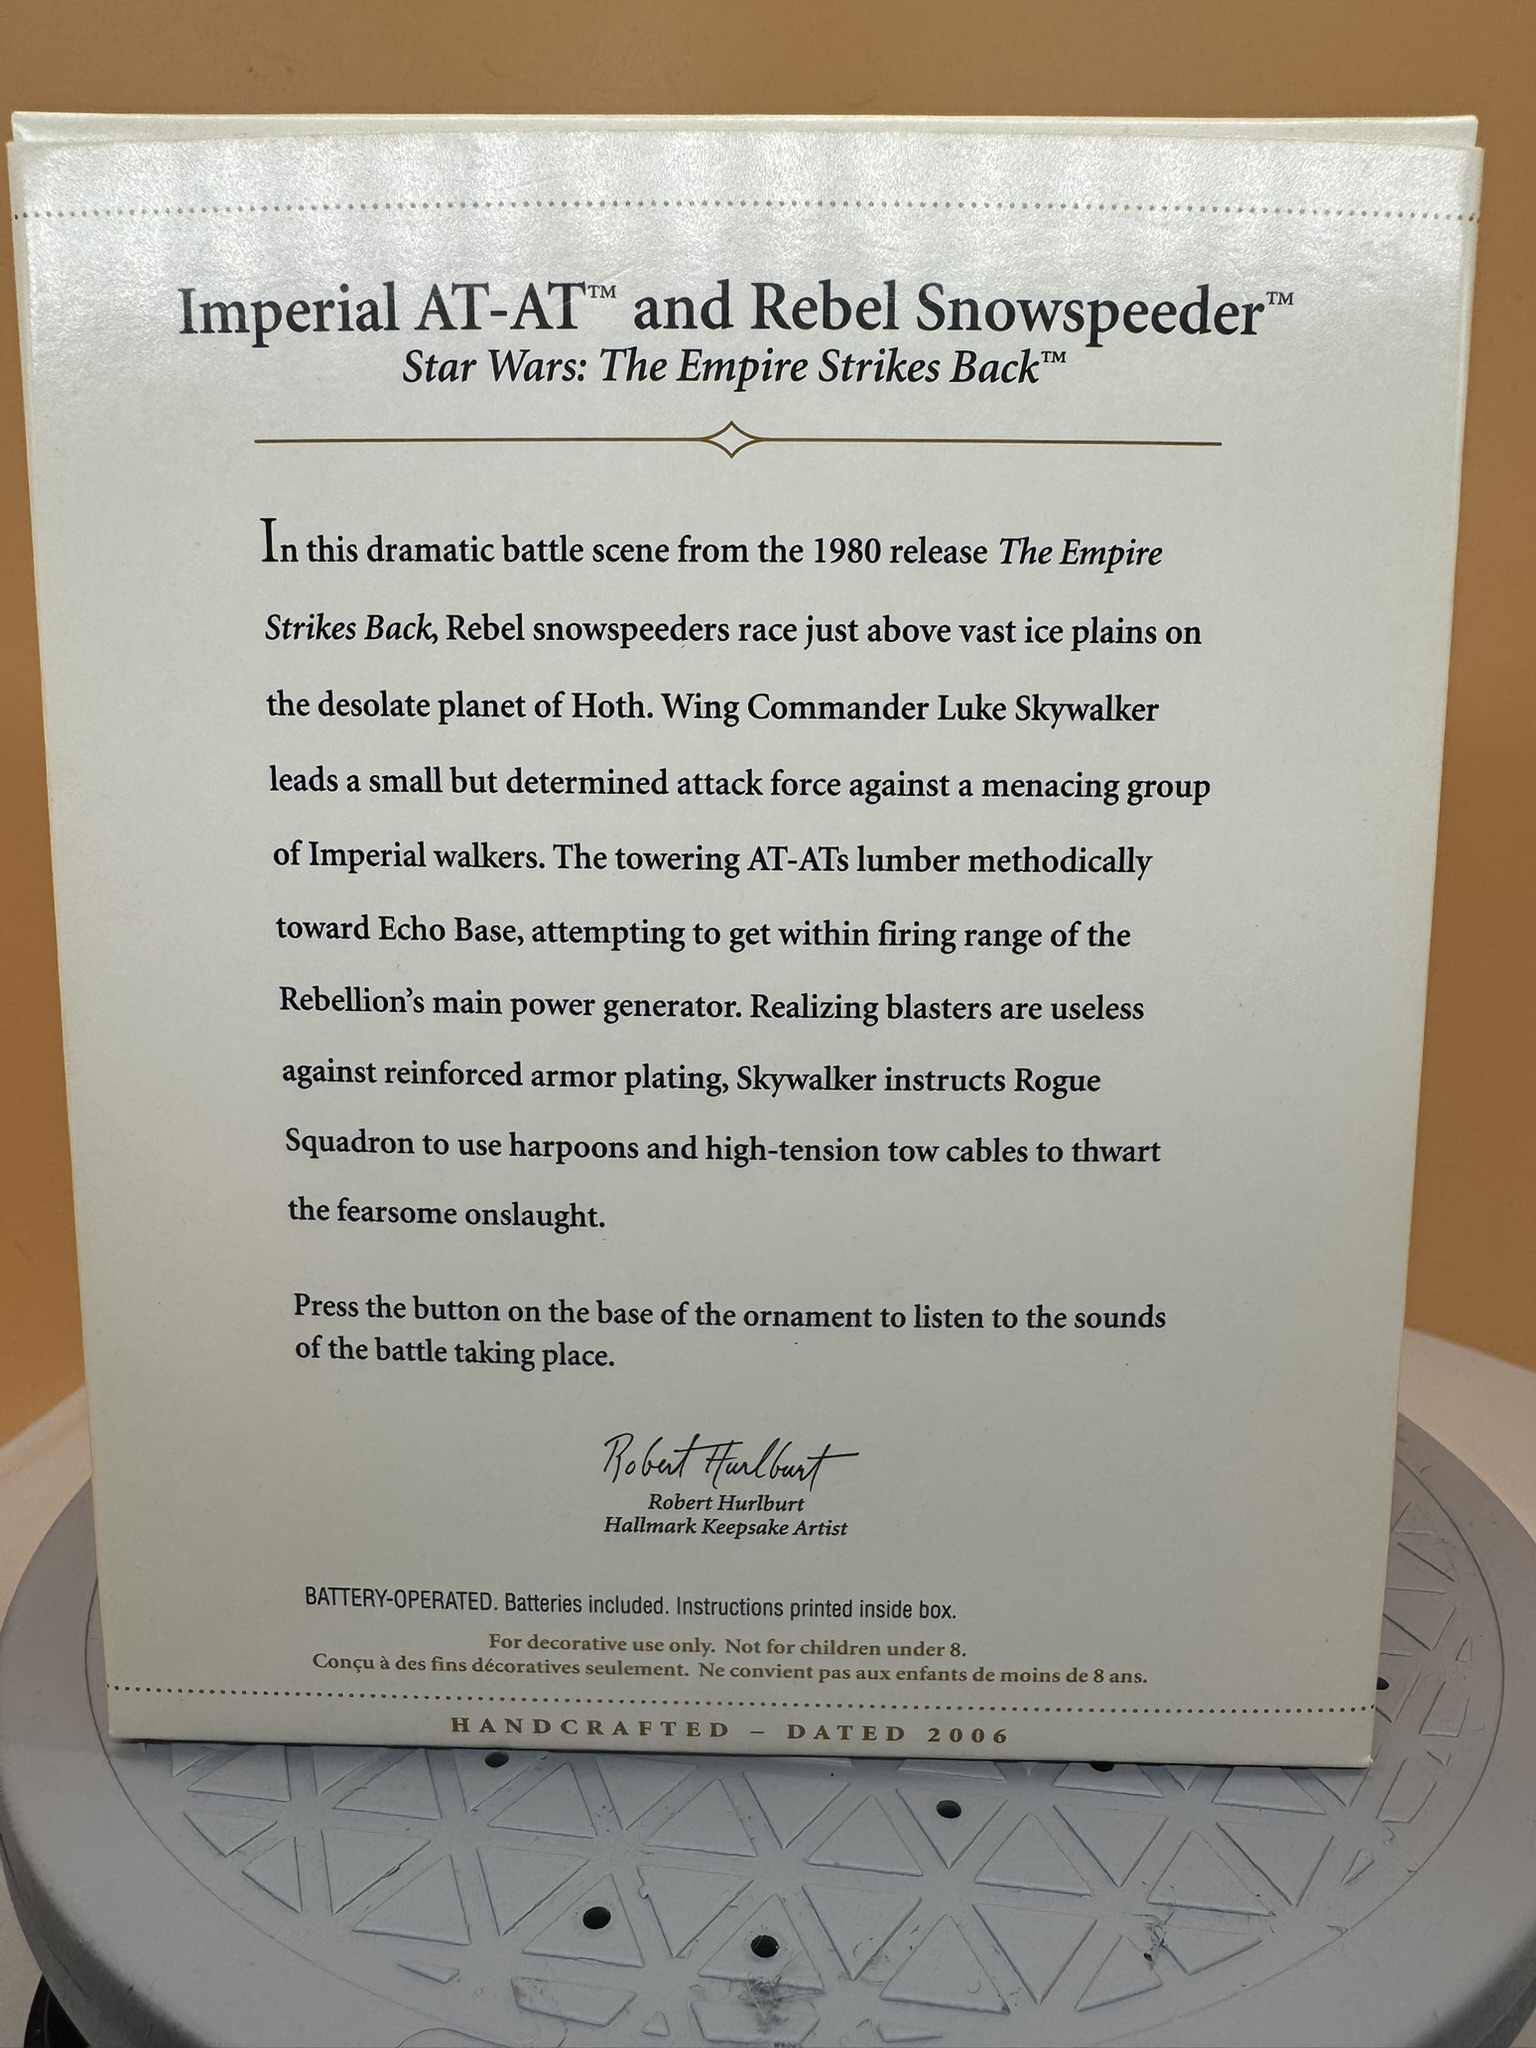 Imperial AT-AT™ and Rebel Snowspeeder™
Star Wars: The Empire Strikes Back™
In this dramatic battle scene from the 1980 release The Empire
Strikes Back, Rebel snowspeeders race just above vast ice plains on
the desolate planet of Hoth. Wing Commander Luke Skywalker
leads a small but determined attack force against a menacing group
of Imperial walkers. The towering AT-ATs lumber methodically
toward Echo Base, attempting to get within firing range of the
Rebellion’s main power generator. Realizing blasters are useless
against reinforced armor plating, Skywalker instructs Rogue
Squadron to use harpoons and high-tension tow cables to thwart
the fearsome onslaught.
Press the button on the base of the ornament to listen to the sounds
of the battle taking place.
Robert Hurlburt
Robert Hurlburt
Hallmark Keepsake Artist
BATTERY-OPERATED. Batteries included. Instructions printed inside box.
For decorative use only. Not for children under 8.
Conçu à des fins décoratives seulement. Ne convient pas aux enfants de moins de 8 ans.
HANDCRAFTED – DATED 2006